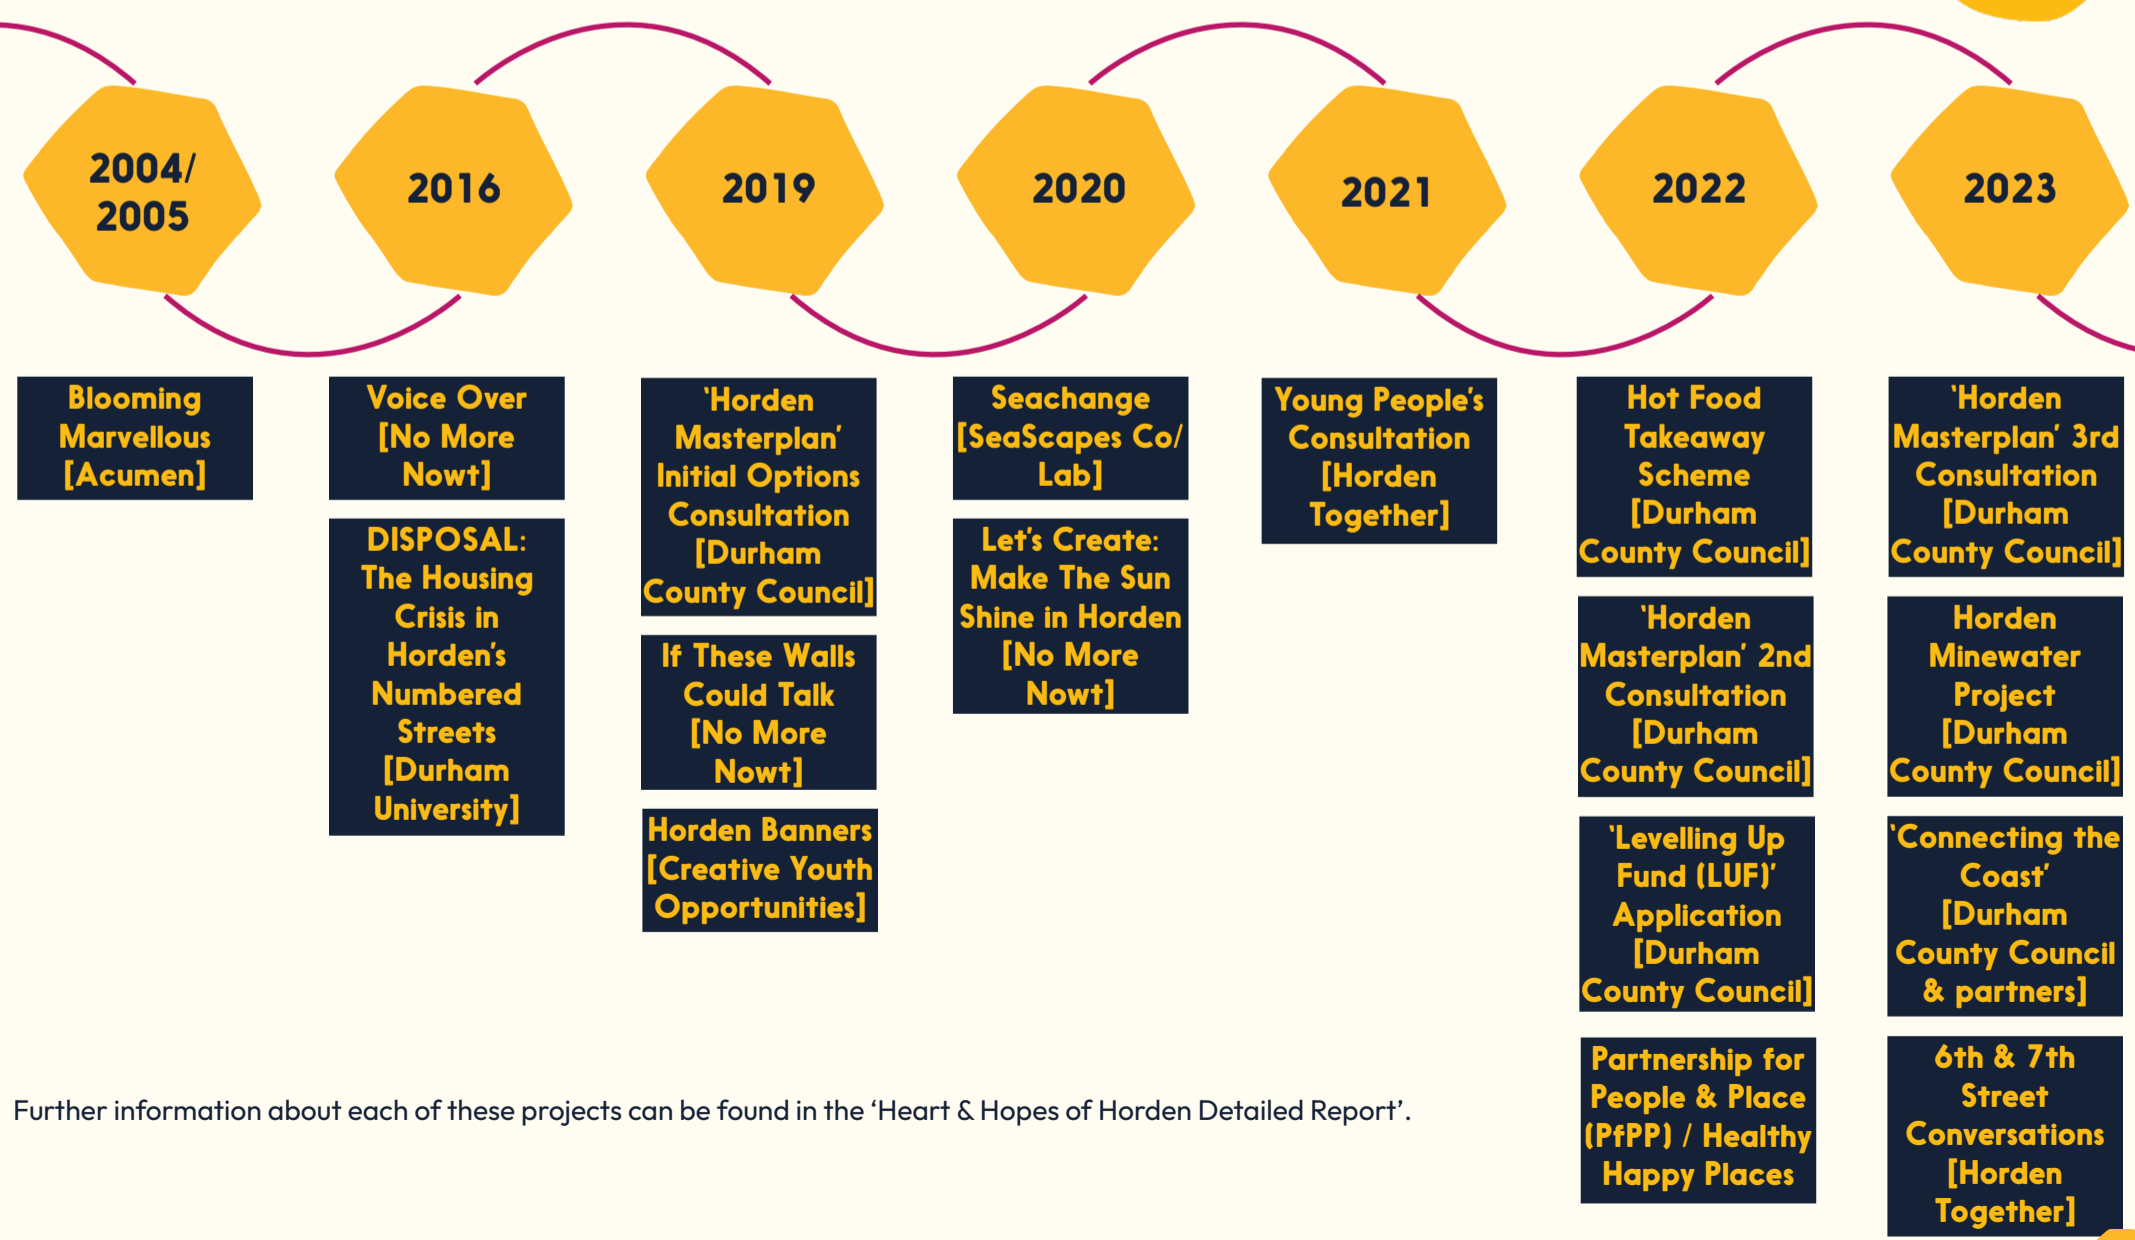 2004/
2005
2016
2019
2020
2021
2022
2023
Blooming
Marvellous
[Acumen]
Voice Over
[No More
Nowt]
DISPOSAL:
The Housing
Crisis in
Horden’s
Numbered
Streets
[Durham
University]
‘Horden
Masterplan’
Initial Options
Consultation
[Durham
County Council]
If These Walls
Could Talk
[No More
Nowt]
Horden Banners
[Creative Youth
Opportunities]
Seachange
[SeaScapes Co/
Lab]
Let’s Create:
Make The Sun
Shine in Horden
[No More
Nowt]
Young People’s
Consultation
[Horden
Together]
Hot Food
Takeaway
Scheme
[Durham
County Council]
‘Horden
Masterplan’ 2nd
Consultation
[Durham
County Council]
‘Levelling Up
Fund (LUF)’
Application
[Durham
County Council]
Partnership for
People & Place
(PfPP) / Healthy
Happy Places
‘Horden
Masterplan’ 3rd
Consultation
[Durham
County Council]
Horden
Minewater
Project
[Durham
County Council]
‘Connecting the
Coast’
[Durham
County Council
& partners]
6th & 7th
Street
Conversations
[Horden
Together]
Further information about each of these projects can be found in the ‘Heart & Hopes of Horden Detailed Report’.